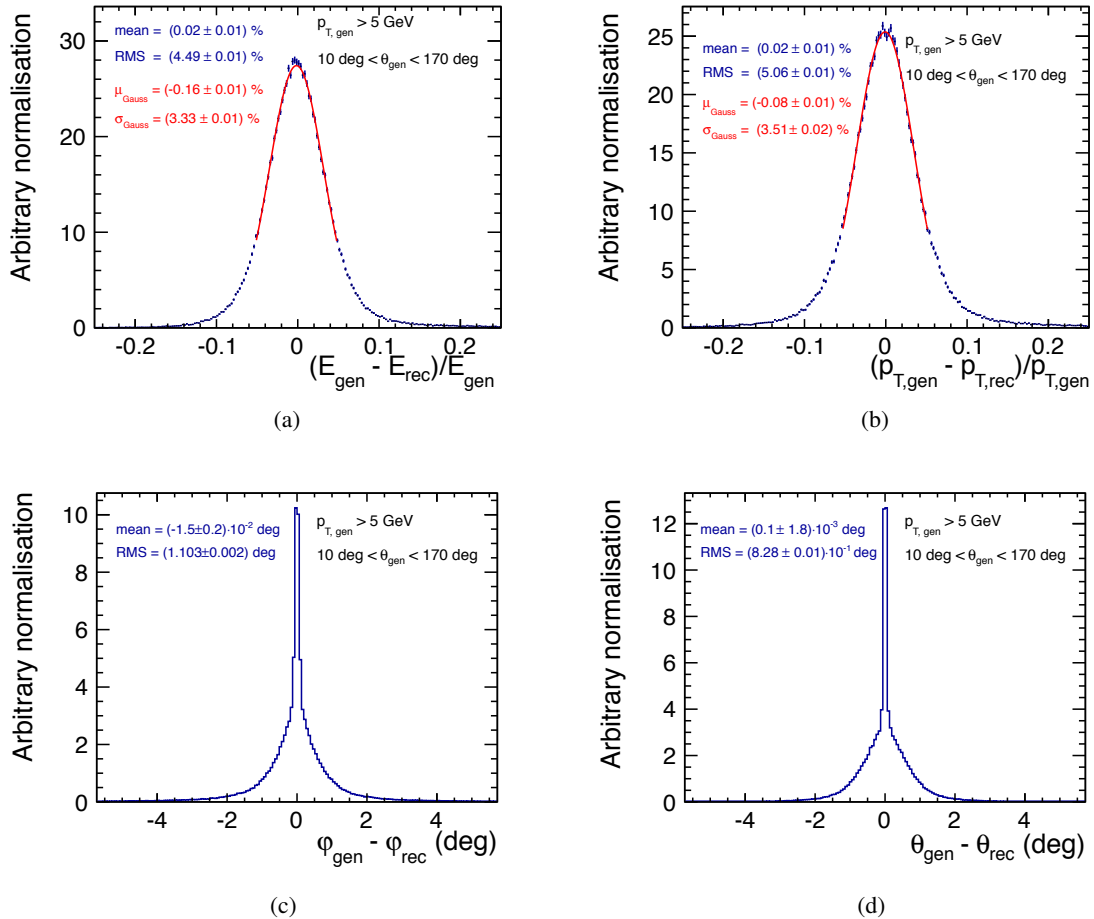 mean = (0.02 ± 0.01) %
RMS = (4.49 ± 0.01) %
μGauss = (-0.16 ± 0.01) %
σGauss = (3.33 ± 0.01) %
pT, gen > 5 GeV
10 deg < θgen < 170 deg
Arbitrary normalisation
30
20
10
0
-0.2 -0.1 0 0.1 0.2
(Egen - Erec)/Egen
(a)
mean = (0.02 ± 0.01) %
RMS = (5.06 ± 0.01) %
μGauss = (-0.08 ± 0.01) %
σGauss = (3.51 ± 0.02) %
pT, gen > 5 GeV
10 deg < θgen < 170 deg
Arbitrary normalisation
25
20
15
10
5
0
-0.2 -0.1 0 0.1 0.2
(pT,gen - pT,rec)/pT,gen
(b)
mean = (-1.5±0.2)·10-2 deg
RMS = (1.103±0.002) deg
pT, gen > 5 GeV
10 deg < θgen < 170 deg
Arbitrary normalisation
10
8
6
4
2
0
-4 -2 0 2 4
φgen - φrec (deg)
(c)
mean = (0.1 ± 1.8)·10-3 deg
RMS = (8.28 ± 0.01)·10-1 deg
pT, gen > 5 GeV
10 deg < θgen < 170 deg
Arbitrary normalisation
12
10
8
6
4
2
0
-4 -2 0 2 4
θgen - θrec (deg)
(d)